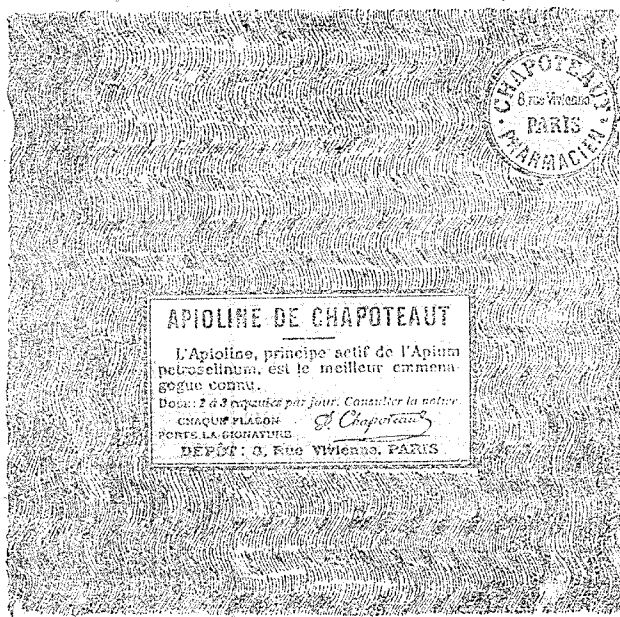 CHAPOTEAUT
8 rue Vivienne
PARIS
PHARMACIEN
APIOLINE DE CHAPOTEAUT
L'Apioline, principe actif de l'Apium
petroselinum, est le meilleur emmena-
gogue connu.
Dose: 2 à 3 capsules par jour. Consulter la notice
CHAQUE FLACON
PORTE LA SIGNATURE
Chapoteaut
DÉPÔT: 8, Rue Vivienne, PARIS